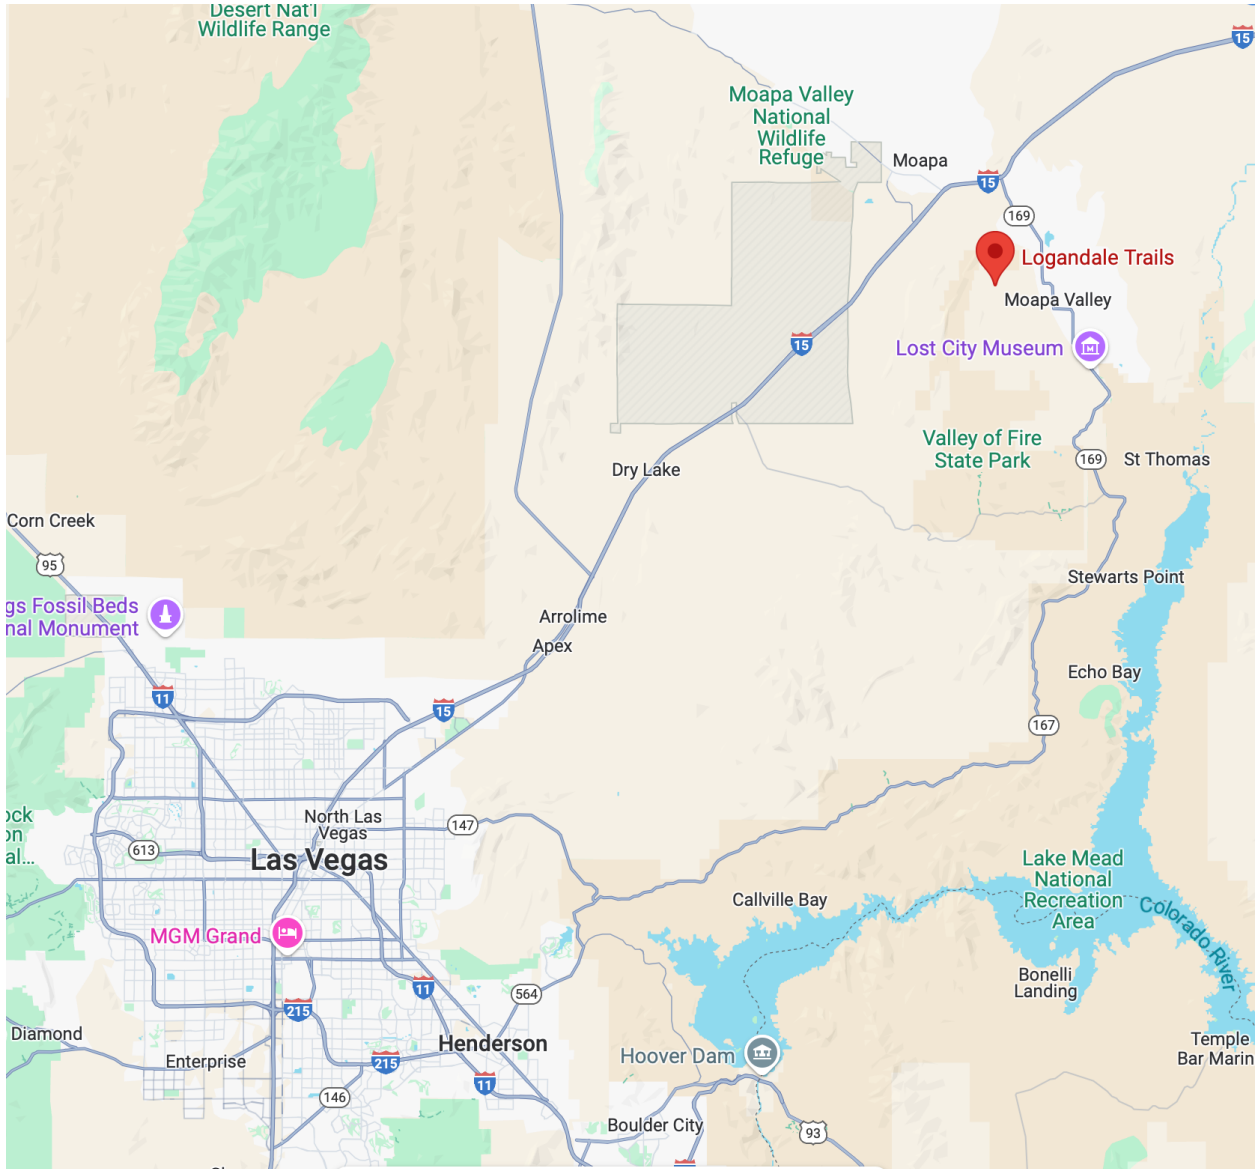 Desert Nat'l
Wildlife Range
15
Moapa Valley
National
Wildlife
Refuge
Moapa
15
169
Logandale Trails
Moapa Valley
15
Lost City Museum
Valley of Fire
State Park
169
St Thomas
Dry Lake
Corn Creek
95
Stewarts Point
gs Fossil Beds
nal Monument
Arrolime
Apex
Echo Bay
11
15
167
North Las
Vegas
147
ock
on
al...
613
Las Vegas
Lake Mead
National
Recreation
Area
Callville Bay
Colorado River
MGM Grand
Bonelli
Landing
11
564
215
Diamond
Henderson
Hoover Dam
Temple
Bar Marin
Enterprise
215
11
146
Boulder City
93